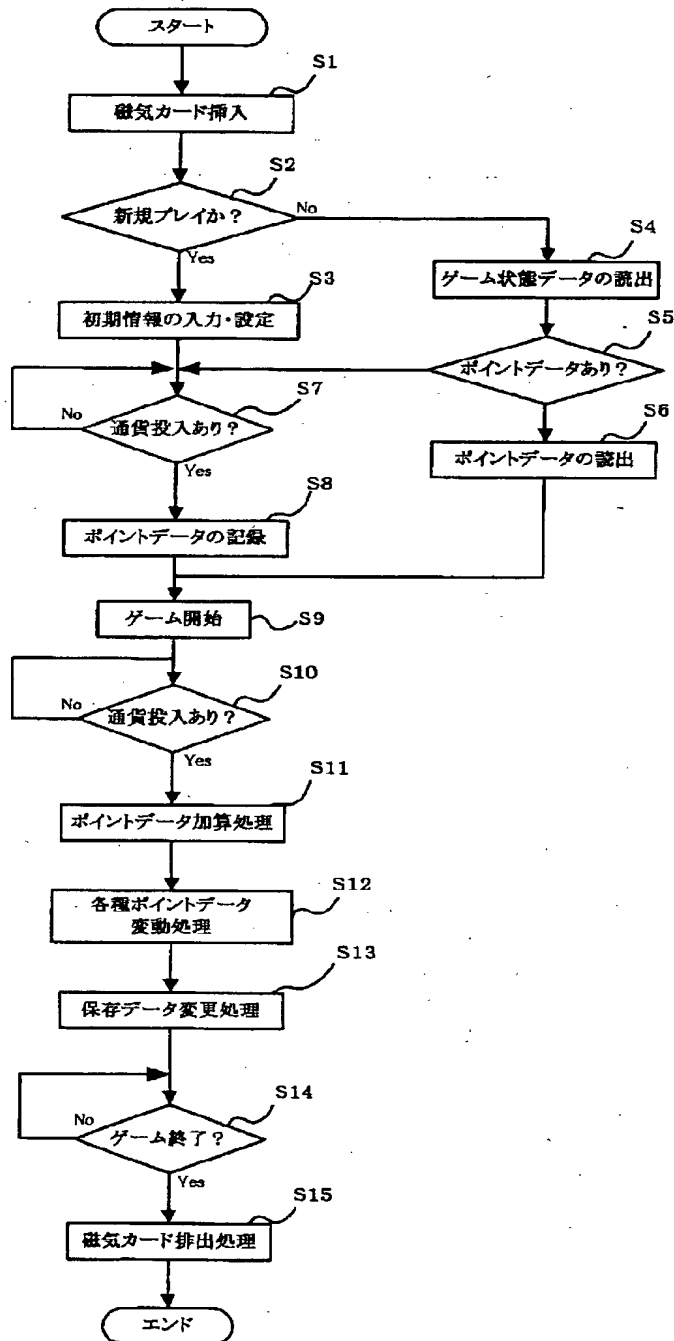 スタート
S1
磁気カード挿入
S2
新規プレイか?
No
Yes
S4
ゲーム状態データの読出
S3
初期情報の入力・設定
S5
ポイントデータあり?
S7
No
通貨投入あり?
Yes
S6
ポイントデータの読出
S8
ポイントデータの記録
ゲーム開始
S9
S10
No
通貨投入あり?
Yes
S11
ポイントデータ加算処理
S12
各種ポイントデータ
変動処理
S13
保存データ変更処理
S14
No
ゲーム終了?
Yes
S15
磁気カード排出処理
エンド